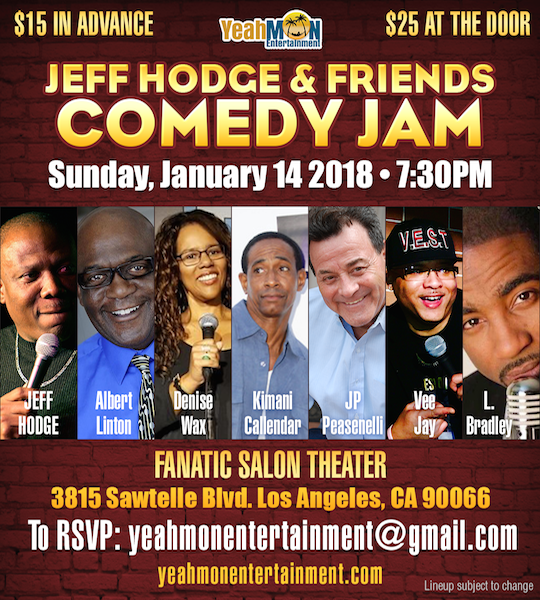 $15 IN ADVANCE
YeahMON
Entertainment
$25 AT THE DOOR
JEFF HODGE & FRIENDS
COMEDY JAM
Sunday, January 14 2018 • 7:30PM
V.E.S.T
JEFF
HODGE
Albert
Linton
Denise
Wax
Kimani
Callendar
JP
Peasenelli
Vee
Jay
L.
Bradley
FANATIC SALON THEATER
3815 Sawtelle Blvd. Los Angeles, CA 90066
To RSVP: yeahmonentertainment@gmail.com
yeahmonentertainment.com
Lineup subject to change